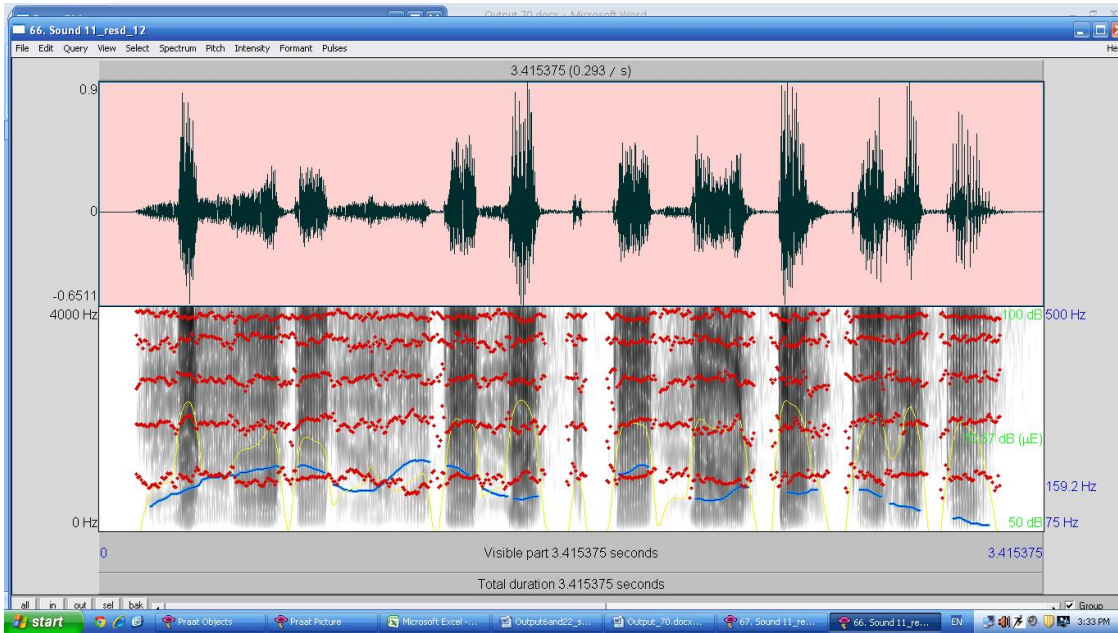 Output_70.docx - Microsoft Word
66. Sound 11_resd_12
File Edit Query View Select Spectrum Pitch Intensity Formant Pulses
3.415375 (0.293 / s)
0.9
0
-0.6511
4000 Hz
100 dB 500 Hz
37 dB (µE)
159.2 Hz
0 Hz
50 dB 75 Hz
0 Visible part 3.415375 seconds 3.415375
Total duration 3.415375 seconds
all in out sel bak Group
start Praat Objects Praat Picture Microsoft Excel -... Output6and22_s... Output_70.docx... 67. Sound 11_re... 66. Sound 11_re... EN 3:33 PM